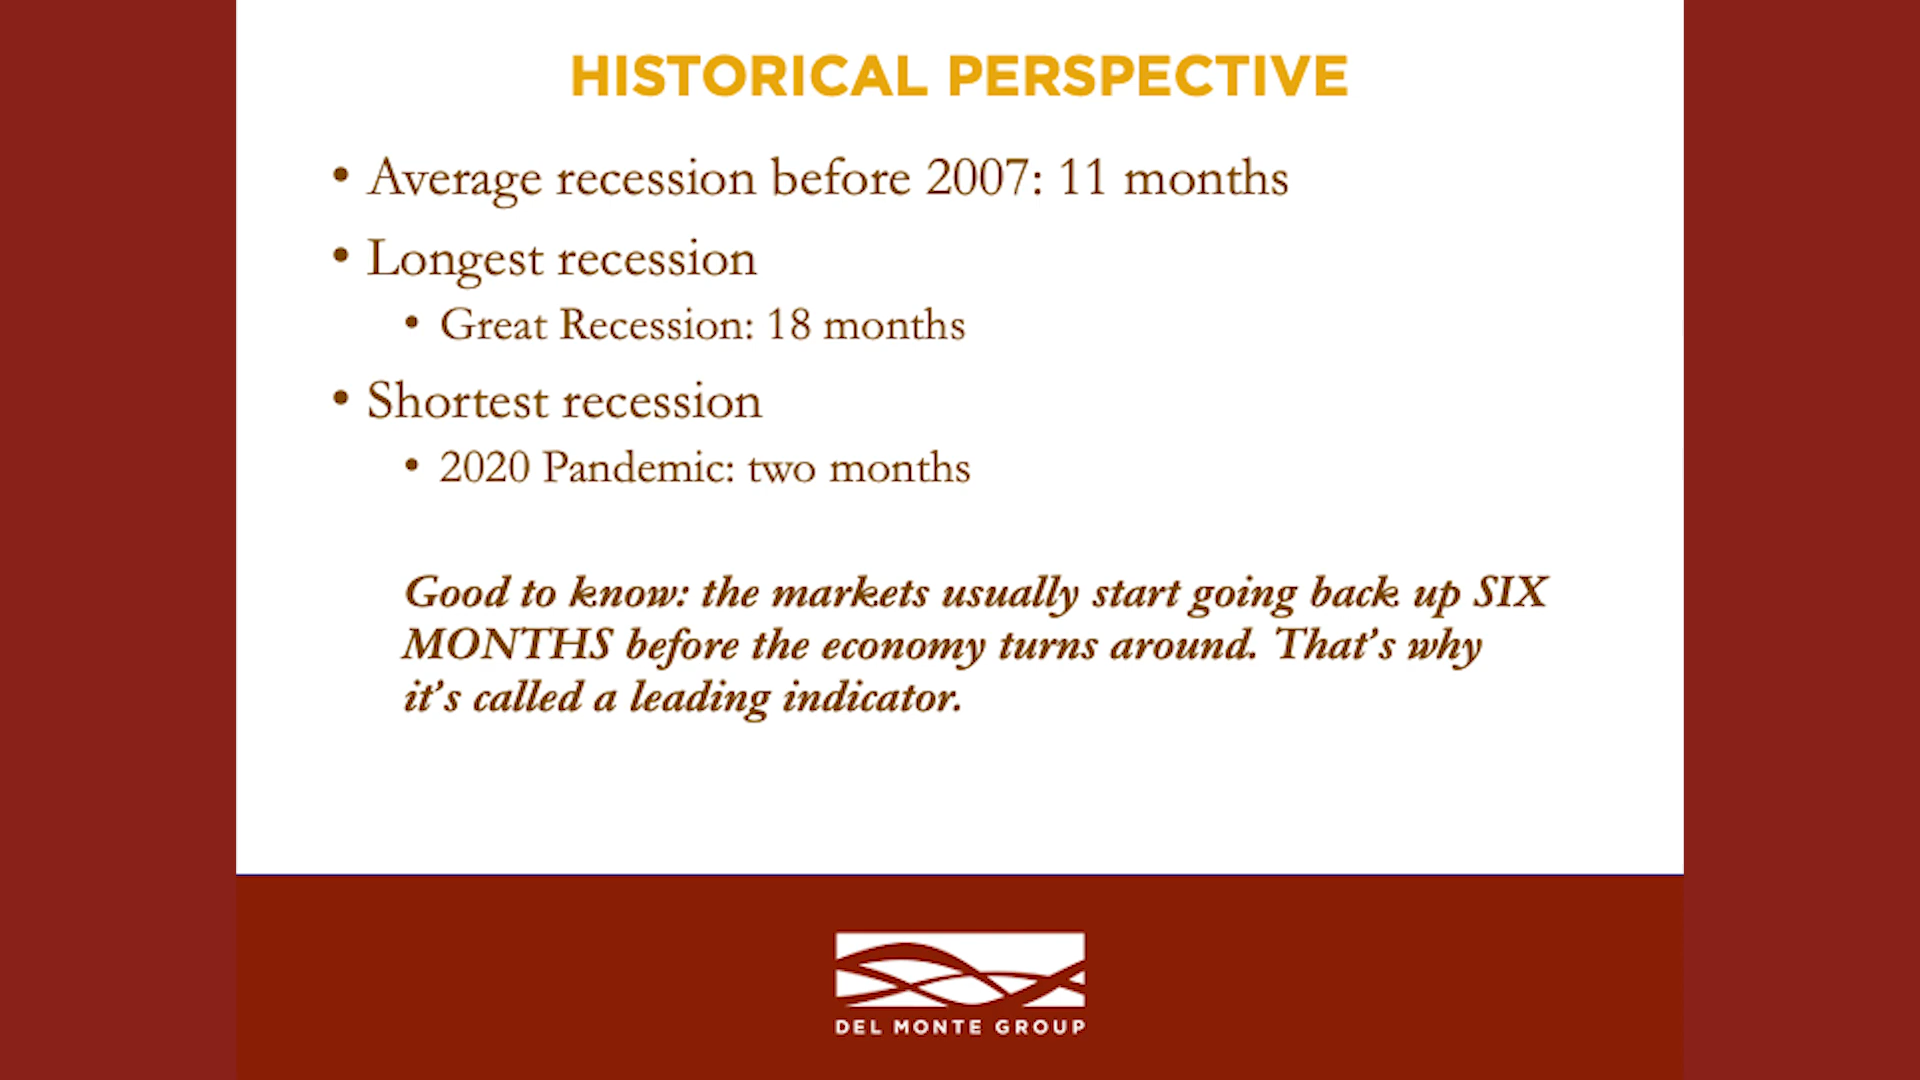 HISTORICAL PERSPECTIVE
• Average recession before 2007: 11 months
• Longest recession
• Great Recession: 18 months
• Shortest recession
• 2020 Pandemic: two months
Good to know: the markets usually start going back up SIX
MONTHS before the economy turns around. That’s why
it’s called a leading indicator.
DEL MONTE GROUP